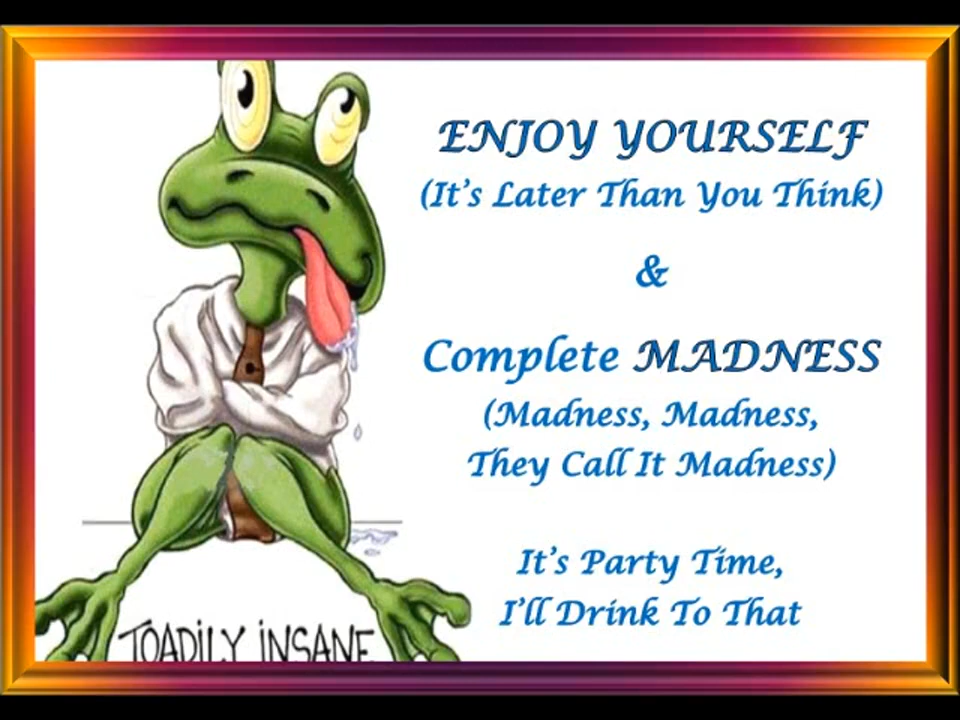 ENJOY YOURSELF
(It's Later Than You Think)
&
Complete MADNESS
(Madness, Madness,
They Call It Madness)
It's Party Time,
I'll Drink To That
TOADiLY iNSANE